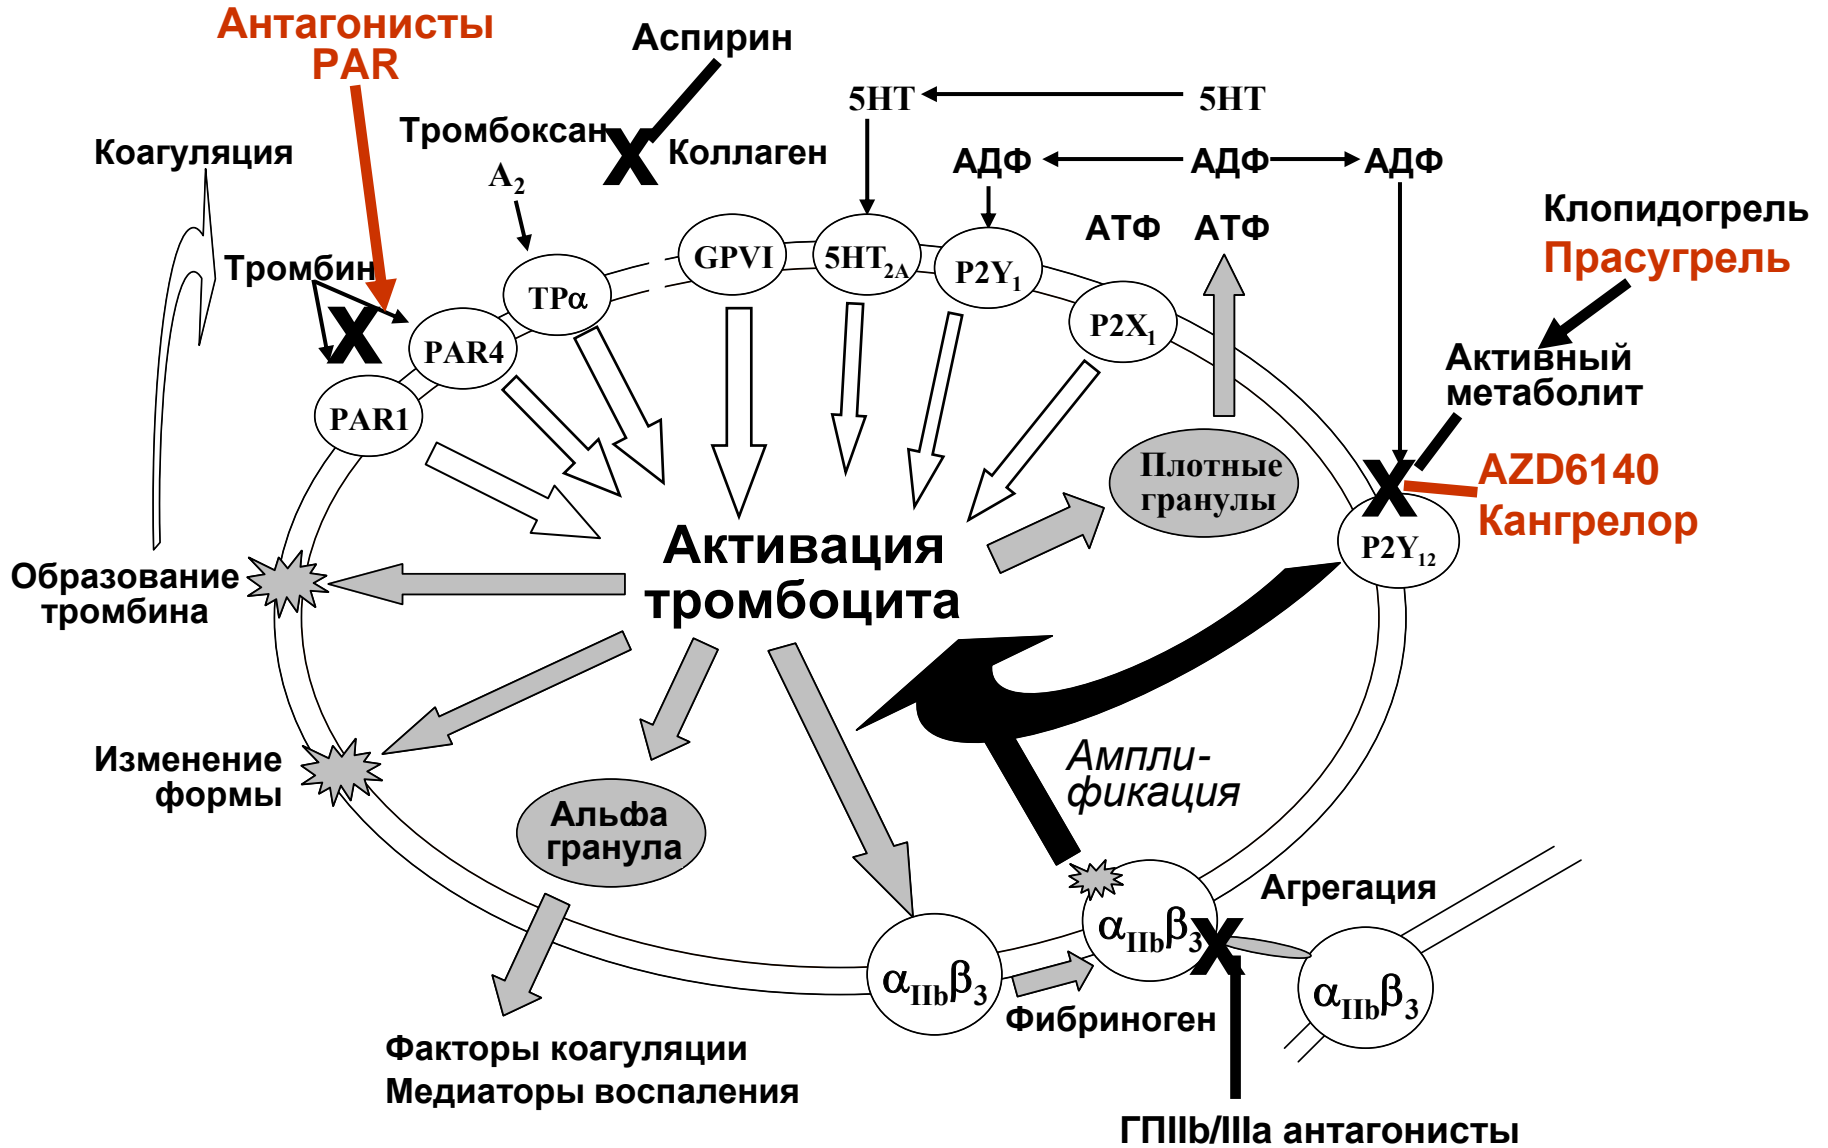 Антагонисты
PAR
Аспирин
5HT
5HT
Тромбоксан
A2
Коллаген
Коагуляция
АДФ
АДФ
АДФ
Клопидогрель
Прасугрель
АТФ
АТФ
Тромбин
GPVI
5HT2A
P2Y1
TPα
P2X1
PAR4
PAR1
Активный
метаболит
Плотные
гранулы
AZD6140
Кангрелор
P2Y12
Активация
тромбоцита
Образование
тромбина
Изменение
формы
Ампли-
фикация
Альфа
гранула
Агрегация
αIIbβ3
αIIbβ3
αIIbβ3
Фибриноген
Факторы коагуляции
Медиаторы воспаления
ГПIIb/IIIa антагонисты